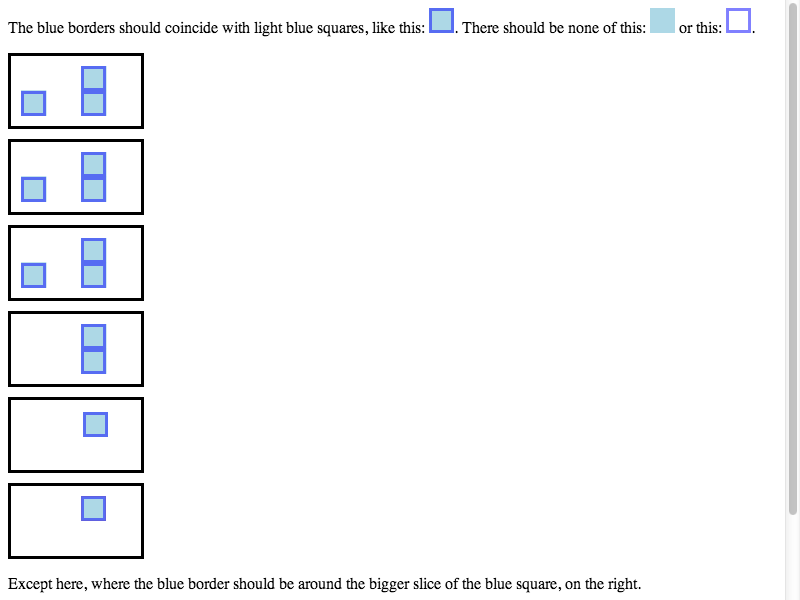 The blue borders should coincide with light blue squares, like this: . There should be none of this: or this: .
Except here, where the blue border should be around the bigger slice of the blue square, on the right.